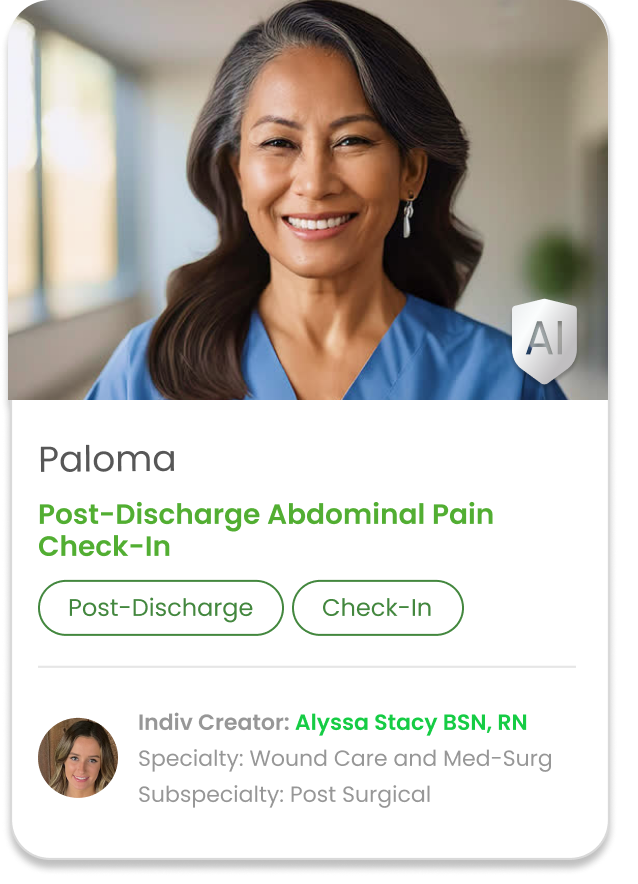 AI
Paloma
Post-Discharge Abdominal Pain
Check-In
Post-Discharge
Check-In
Indiv Creator: Alyssa Stacy BSN, RN
Specialty: Wound Care and Med-Surg
Subspecialty: Post Surgical